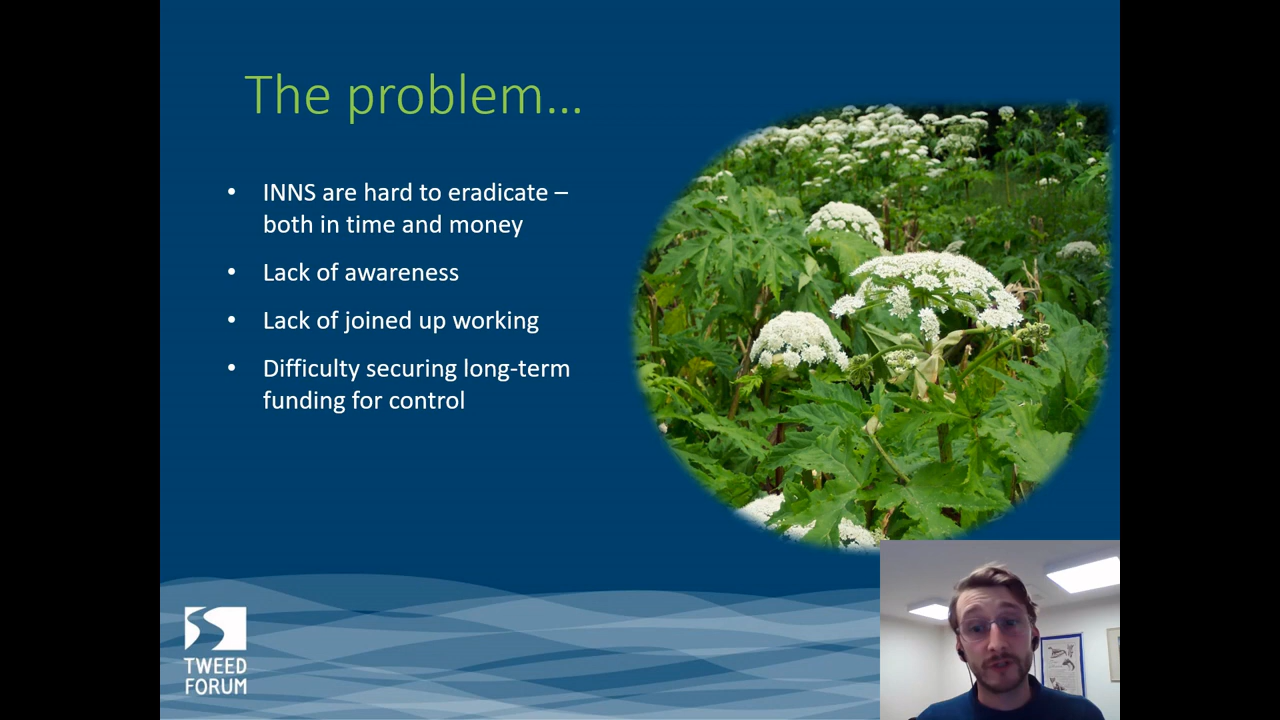 The problem...
• INNS are hard to eradicate –
both in time and money
• Lack of awareness
• Lack of joined up working
• Difficulty securing long-term
funding for control
TWEED
FORUM